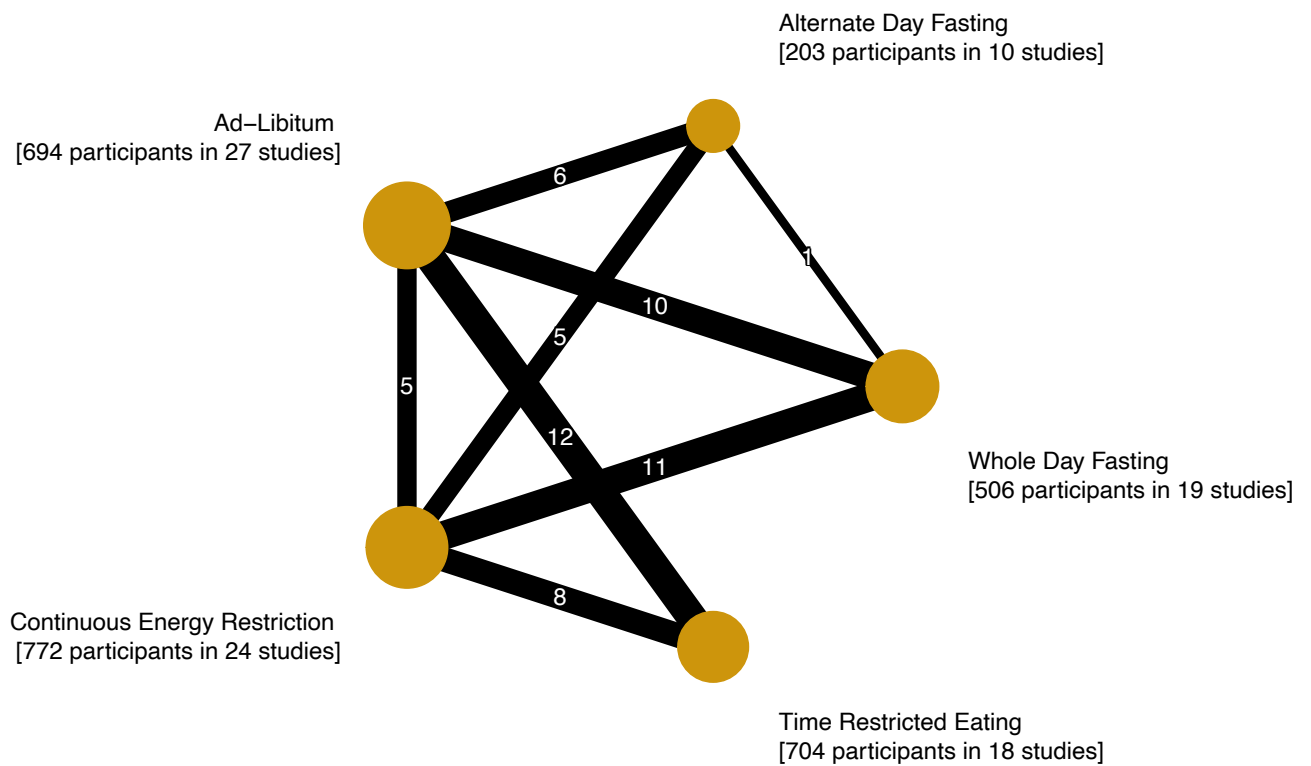 Alternate Day Fasting
[203 participants in 10 studies]
Ad−Libitum
[694 participants in 27 studies]
6
1
10
5
5
12
11
Whole Day Fasting
[506 participants in 19 studies]
8
Continuous Energy Restriction
[772 participants in 24 studies]
Time Restricted Eating
[704 participants in 18 studies]